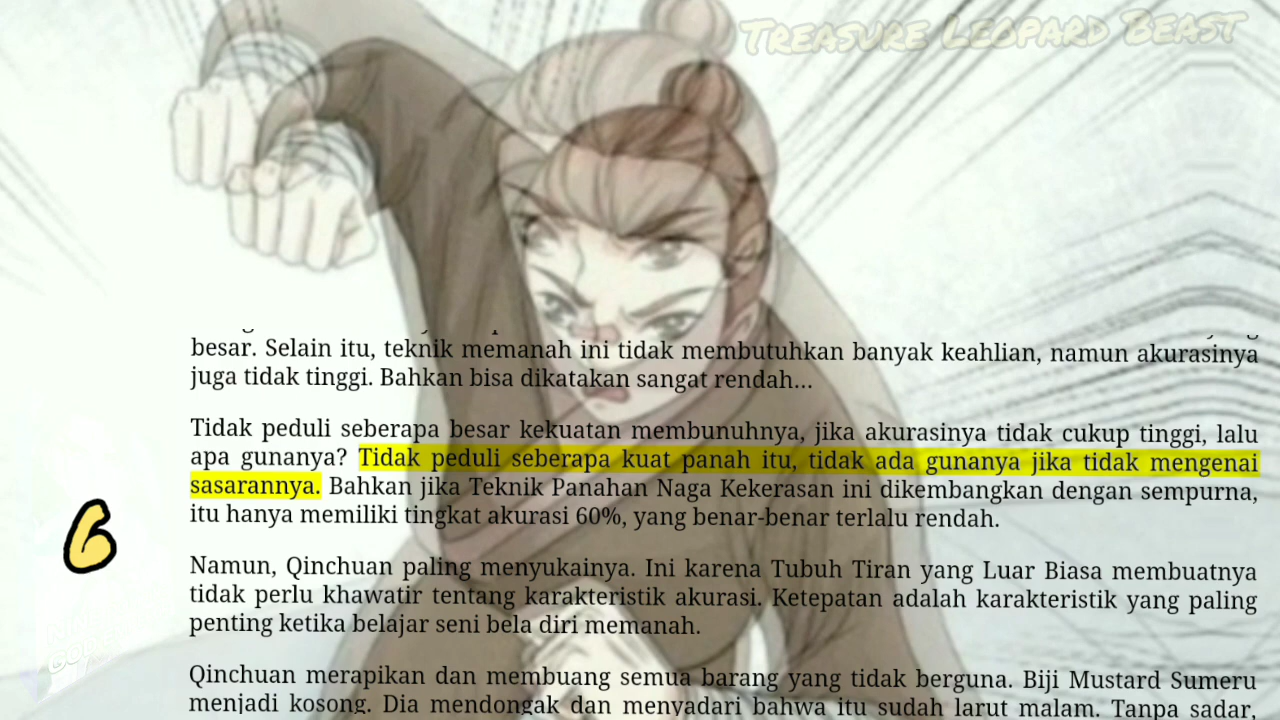 TREASURE LEOPARD BEAST
besar. Selain itu, teknik memanah ini tidak membutuhkan banyak keahlian, namun akurasinya
juga tidak tinggi. Bahkan bisa dikatakan sangat rendah...
Tidak peduli seberapa besar kekuatan membunuhnya, jika akurasinya tidak cukup tinggi, lalu
apa gunanya? Tidak peduli seberapa kuat panah itu, tidak ada gunanya jika tidak mengenai
sasarannya. Bahkan jika Teknik Panahan Naga Kekerasan ini dikembangkan dengan sempurna,
itu hanya memiliki tingkat akurasi 60%, yang benar-benar terlalu rendah.
6
Namun, Qinchuan paling menyukainya. Ini karena Tubuh Tiran yang Luar Biasa membuatnya
tidak perlu khawatir tentang karakteristik akurasi. Ketepatan adalah karakteristik yang paling
penting ketika belajar seni bela diri memanah.
Qinchuan merapikan dan membuang semua barang yang tidak berguna. Biji Mustard Sumeru
menjadi kosong. Dia mendongak dan menyadari bahwa itu sudah larut malam. Tanpa sadar,